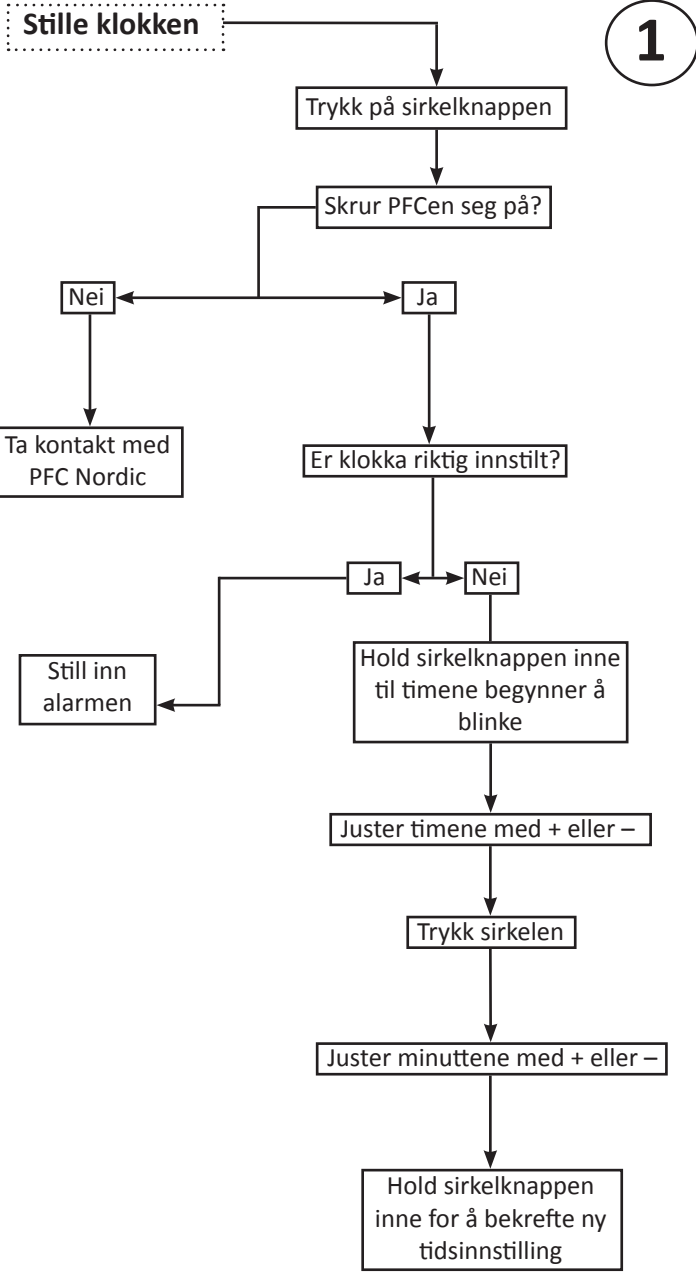 Stille klokken
1
Trykk på sirkelknappen
Skrur PFCen seg på?
Nei
Ja
Ta kontakt med
PFC Nordic
Er klokka riktig innstilt?
Ja
Nei
Still inn
alarmen
Hold sirkelknappen inne
til timene begynner å
blinke
Juster timene med + eller –
Trykk sirkelen
Juster minuttene med + eller –
Hold sirkelknappen
inne for å bekrefte ny
tidsinnstilling